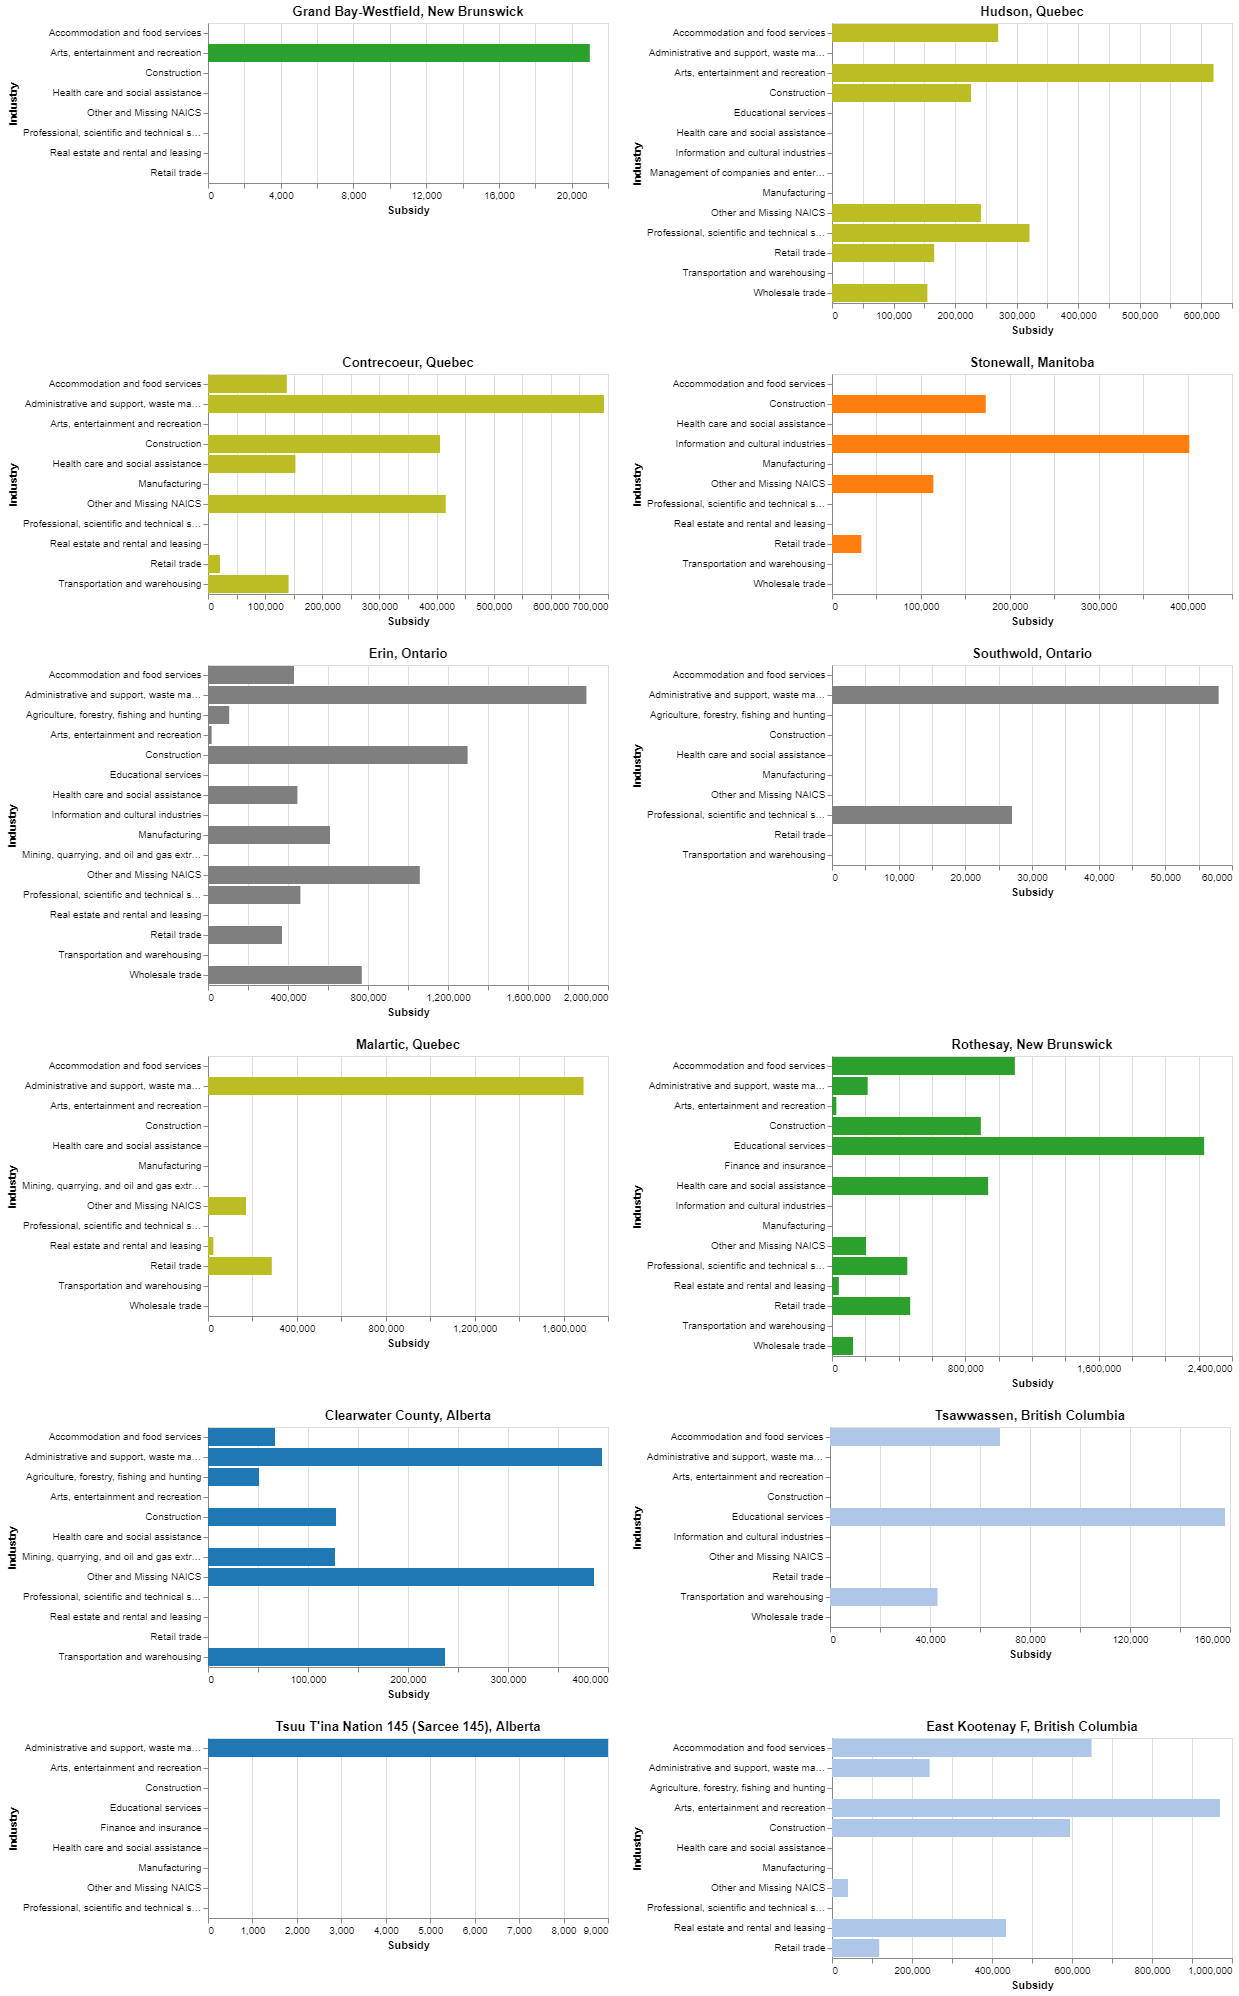 Grand Bay-Westfield, New Brunswick
Industry
Accommodation and food services
Arts, entertainment and recreation
Construction
Health care and social assistance
Other and Missing NAICS
Professional, scientific and technical s…
Real estate and rental and leasing
Retail trade
0 4,000 8,000 12,000 16,000 20,000
Subsidy
Hudson, Quebec
Industry
Accommodation and food services
Administrative and support, waste ma…
Arts, entertainment and recreation
Construction
Educational services
Health care and social assistance
Information and cultural industries
Management of companies and enter…
Manufacturing
Other and Missing NAICS
Professional, scientific and technical s…
Retail trade
Transportation and warehousing
Wholesale trade
0 100,000 200,000 300,000 400,000 500,000 600,000
Subsidy
Contrecoeur, Quebec
Industry
Accommodation and food services
Administrative and support, waste ma…
Arts, entertainment and recreation
Construction
Health care and social assistance
Manufacturing
Other and Missing NAICS
Professional, scientific and technical s…
Real estate and rental and leasing
Retail trade
Transportation and warehousing
0 100,000 200,000 300,000 400,000 500,000 600,000 700,000
Subsidy
Stonewall, Manitoba
Industry
Accommodation and food services
Construction
Health care and social assistance
Information and cultural industries
Manufacturing
Other and Missing NAICS
Professional, scientific and technical s…
Real estate and rental and leasing
Retail trade
Transportation and warehousing
Wholesale trade
0 100,000 200,000 300,000 400,000
Subsidy
Erin, Ontario
Industry
Accommodation and food services
Administrative and support, waste ma…
Agriculture, forestry, fishing and hunting
Arts, entertainment and recreation
Construction
Educational services
Health care and social assistance
Information and cultural industries
Manufacturing
Mining, quarrying, and oil and gas extr…
Other and Missing NAICS
Professional, scientific and technical s…
Real estate and rental and leasing
Retail trade
Transportation and warehousing
Wholesale trade
0 400,000 800,000 1,200,000 1,600,000 2,000,000
Subsidy
Southwold, Ontario
Industry
Accommodation and food services
Administrative and support, waste ma…
Agriculture, forestry, fishing and hunting
Construction
Health care and social assistance
Manufacturing
Other and Missing NAICS
Professional, scientific and technical s…
Retail trade
Transportation and warehousing
0 10,000 20,000 30,000 40,000 50,000 60,000
Subsidy
Malartic, Quebec
Industry
Accommodation and food services
Administrative and support, waste ma…
Arts, entertainment and recreation
Construction
Health care and social assistance
Manufacturing
Mining, quarrying, and oil and gas extr…
Other and Missing NAICS
Professional, scientific and technical s…
Real estate and rental and leasing
Retail trade
Transportation and warehousing
Wholesale trade
0 400,000 800,000 1,200,000 1,600,000
Subsidy
Rothesay, New Brunswick
Industry
Accommodation and food services
Administrative and support, waste ma…
Arts, entertainment and recreation
Construction
Educational services
Finance and insurance
Health care and social assistance
Information and cultural industries
Manufacturing
Other and Missing NAICS
Professional, scientific and technical s…
Real estate and rental and leasing
Retail trade
Transportation and warehousing
Wholesale trade
0 800,000 1,600,000 2,400,000
Subsidy
Clearwater County, Alberta
Industry
Accommodation and food services
Administrative and support, waste ma…
Agriculture, forestry, fishing and hunting
Arts, entertainment and recreation
Construction
Health care and social assistance
Mining, quarrying, and oil and gas extr…
Other and Missing NAICS
Professional, scientific and technical s…
Real estate and rental and leasing
Retail trade
Transportation and warehousing
0 100,000 200,000 300,000 400,000
Subsidy
Tsawwassen, British Columbia
Industry
Accommodation and food services
Administrative and support, waste ma…
Arts, entertainment and recreation
Construction
Educational services
Information and cultural industries
Other and Missing NAICS
Retail trade
Transportation and warehousing
Wholesale trade
0 40,000 80,000 120,000 160,000
Subsidy
Tsuu T'ina Nation 145 (Sarcee 145), Alberta
Industry
Administrative and support, waste ma…
Arts, entertainment and recreation
Construction
Educational services
Finance and insurance
Health care and social assistance
Manufacturing
Other and Missing NAICS
Professional, scientific and technical s…
0 1,000 2,000 3,000 4,000 5,000 6,000 7,000 8,000 9,000
Subsidy
East Kootenay F, British Columbia
Industry
Accommodation and food services
Administrative and support, waste ma…
Agriculture, forestry, fishing and hunting
Arts, entertainment and recreation
Construction
Health care and social assistance
Manufacturing
Other and Missing NAICS
Professional, scientific and technical s…
Real estate and rental and leasing
Retail trade
0 200,000 400,000 600,000 800,000 1,000,000
Subsidy